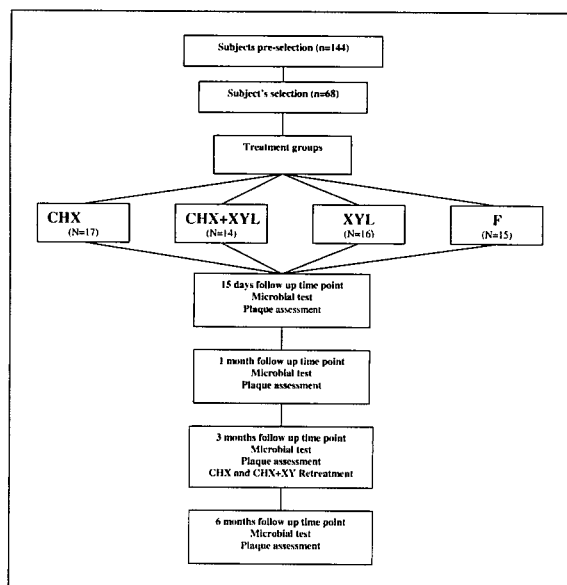 Subjects pre-selection (n=144)
Subject's selection (n=68)
Treatment groups
CHX
(N=17)
CHX+XYL
(N=14)
XYL
(N=16)
F
(N=15)
15 days follow up time point
Microbial test
Plaque assessment
1 month follow up time point
Microbial test
Plaque assessment
3 months follow up time point
Microbial test
Plaque assessment
CHX and CHX+XY Retreatment
6 months follow up time point
Microbial test
Plaque assessment